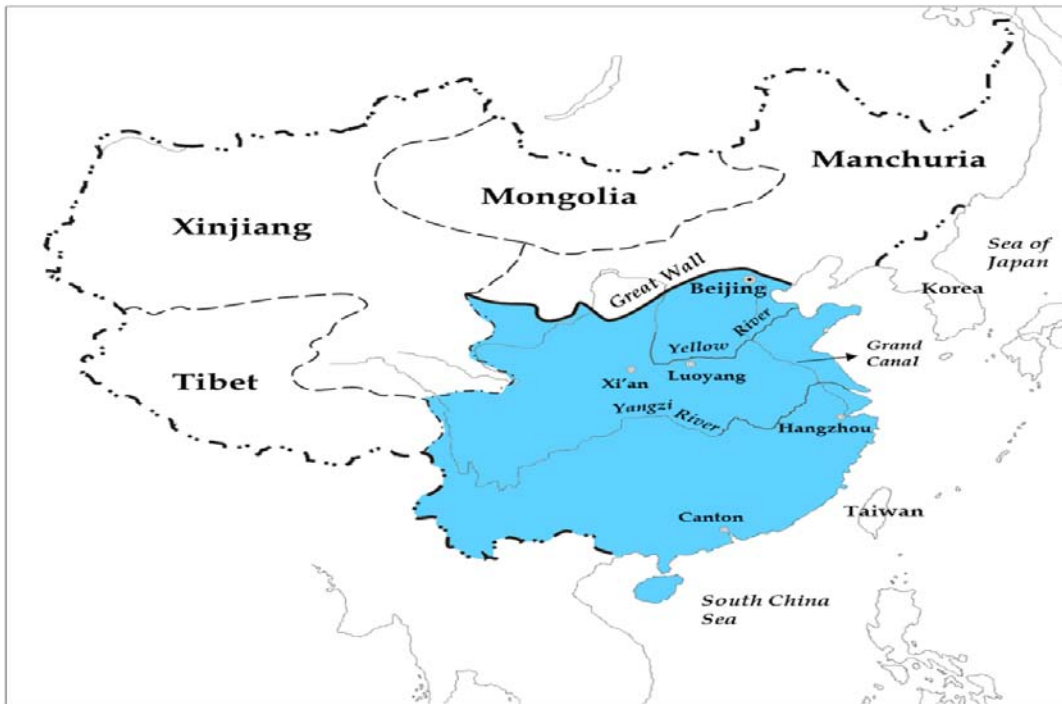 Manchuria
Mongolia
Xinjiang
Sea of
Japan
Great Wall
Beijing
Korea
Yellow River
Grand
Canal
Tibet
Xi'an
Luoyang
Yangzi River
Hangzhou
Canton
Taiwan
South China
Sea